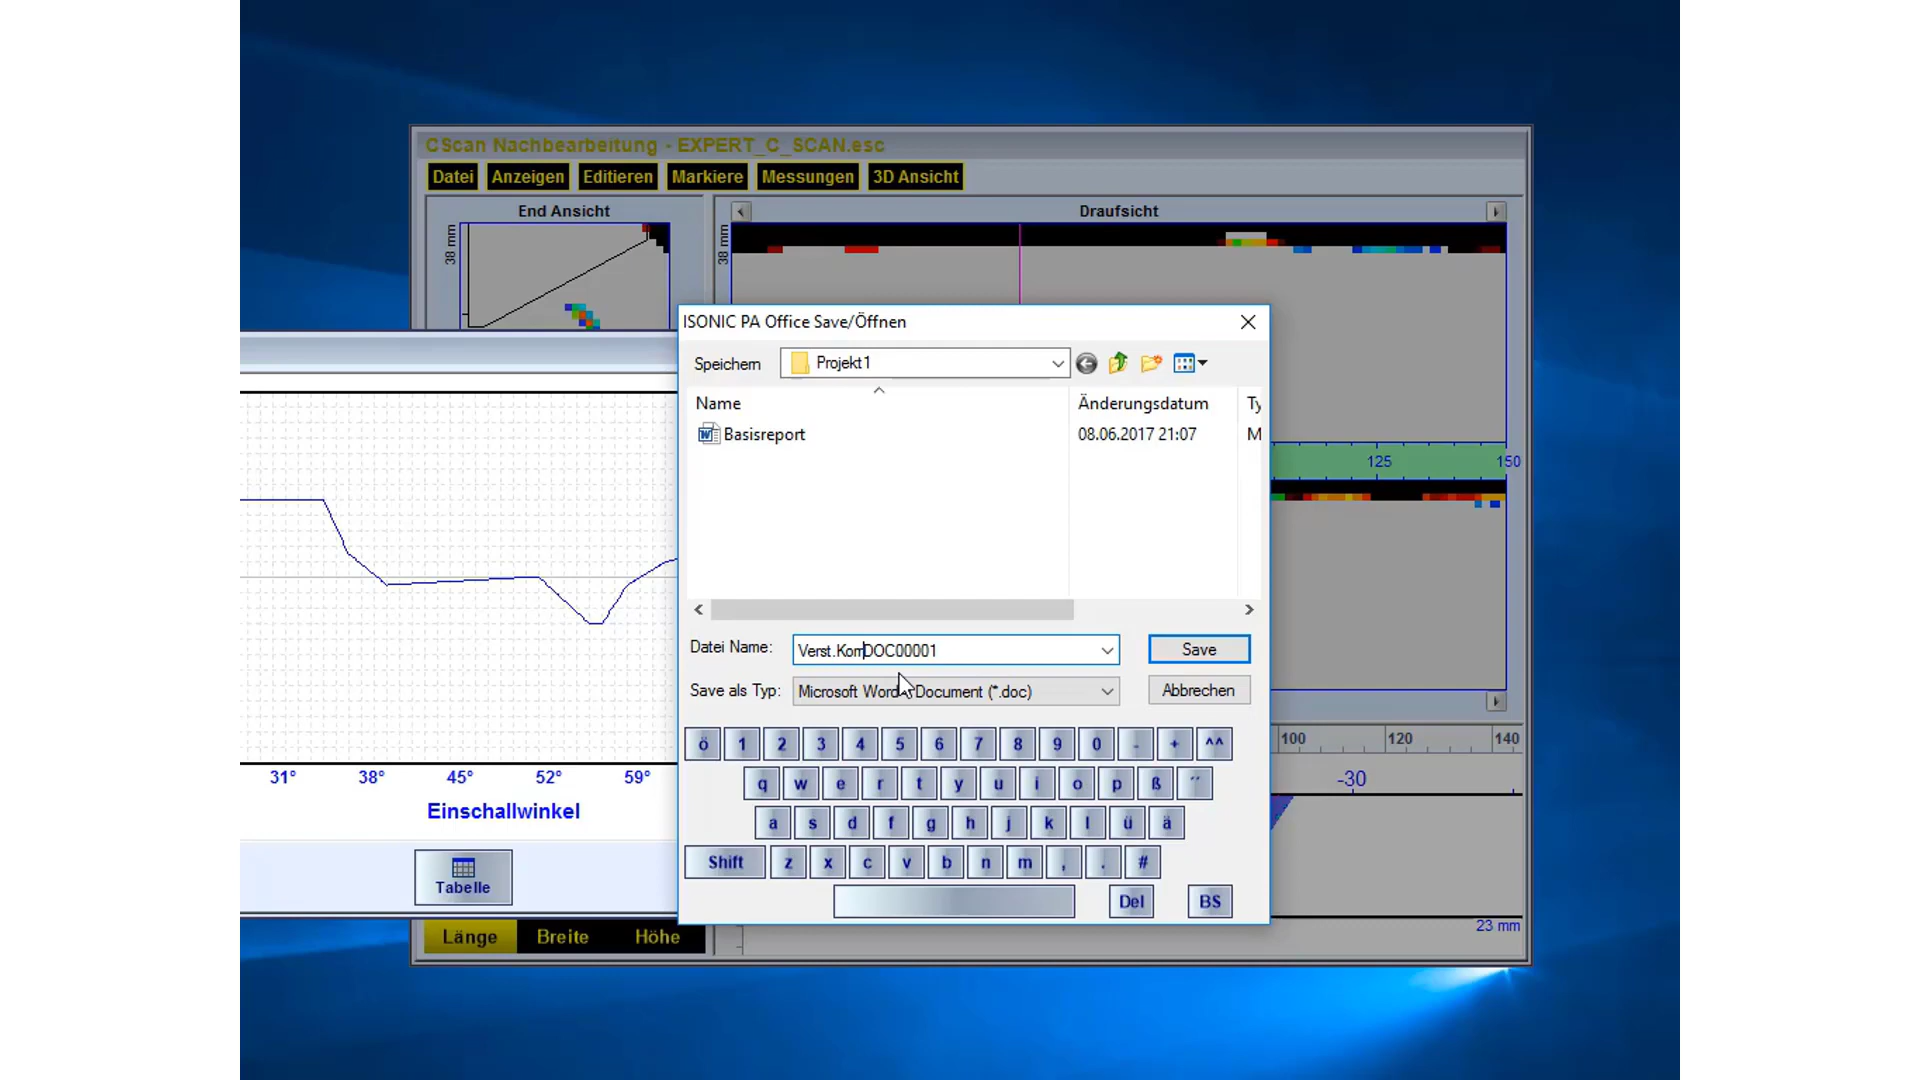 CScan Nachbearbeitung - EXPERT_C_SCAN.esc
Datei Anzeigen Editieren Markiere Messungen 3D Ansicht
End Ansicht
Draufsicht
38 mm
38 mm
ISONIC PA Office Save/Öffnen
Speichern Projekt1
Name Änderungsdatum Ty
Basisreport 08.06.2017 21:07 M
125 150
Datei Name: Verst.KorrDOC00001 Save
Save als Typ: Microsoft Word Document (*.doc) Abbrechen
ö 1 2 3 4 5 6 7 8 9 0 - + ^^
q w e r t y u i o p ß ´´
a s d f g h j k l ü ä
Shift z x c v b n m , . #
Del BS
100 120 140
-30
31° 38° 45° 52° 59°
Einschallwinkel
Tabelle
Länge Breite Höhe
23 mm